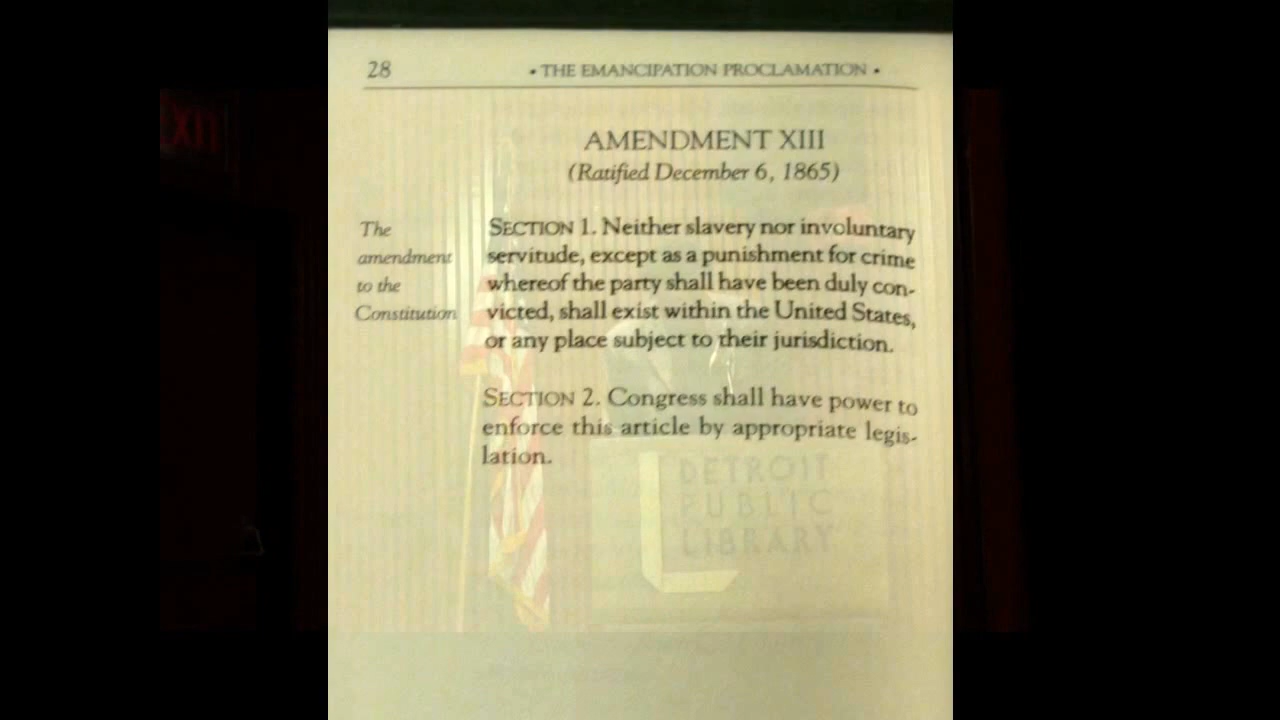 28 • THE EMANCIPATION PROCLAMATION •
AMENDMENT XIII
(Ratified December 6, 1865)
The
amendment
to the
Constitution
SECTION 1. Neither slavery nor involuntary
servitude, except as a punishment for crime
whereof the party shall have been duly con-
victed, shall exist within the United States,
or any place subject to their jurisdiction.
SECTION 2. Congress shall have power to
enforce this article by appropriate legis-
lation.
DETROIT
PUBLIC
LIBRARY